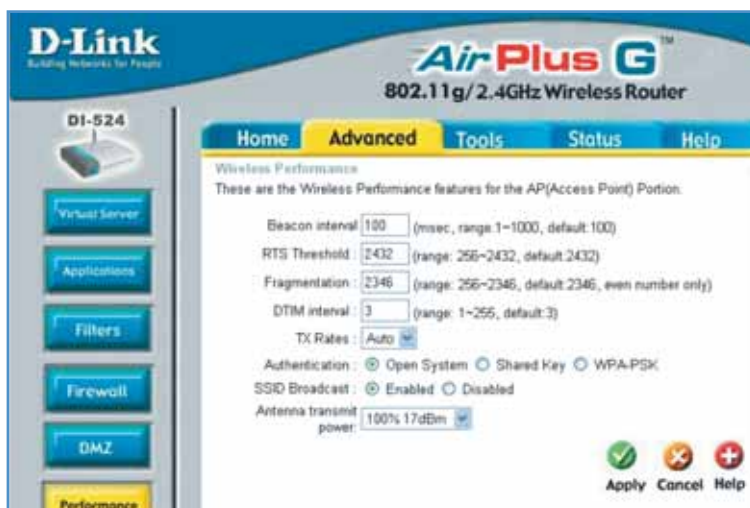 D-Link
Building Networks for People
AirPlus G™
802.11g/2.4GHz Wireless Router
DI-524
Home Advanced Tools Status Help
Virtual Server
Applications
Filters
Firewall
DMZ
Performance
Wireless Performance
These are the Wireless Performance features for the AP(Access Point) Portion.
Beacon interval 100 (msec, range:1~1000, default:100)
RTS Threshold : 2432 (range: 256~2432, default:2432)
Fragmentation : 2346 (range: 256~2346, default:2346, even number only)
DTIM interval : 3 (range: 1~255, default:3)
TX Rates : Auto
Authentication : Open System Shared Key WPA-PSK
SSID Broadcast : Enabled Disabled
Antenna transmit
power: 100% 17dBm
Apply Cancel Help